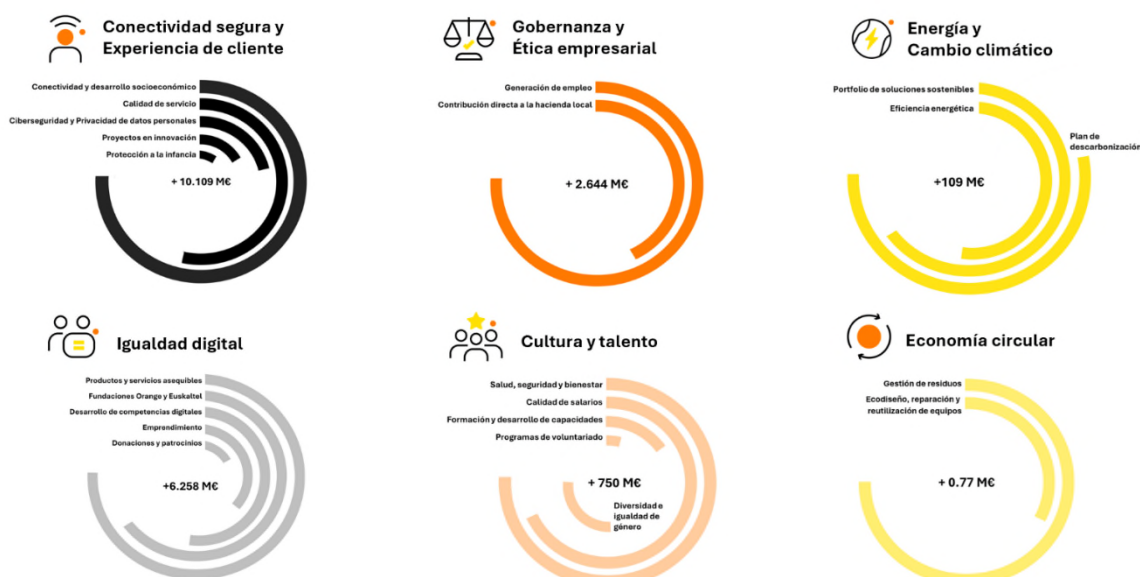 Conectividad segura y
Experiencia de cliente
Conectividad y desarrollo socioeconómico
Calidad de servicio
Ciberseguridad y Privacidad de datos personales
Proyectos en innovación
Protección a la infancia
+ 10.109 M€
Gobernanza y
Ética empresarial
Generación de empleo
Contribución directa a la hacienda local
+ 2.644 M€
Energía y
Cambio climático
Portfolio de soluciones sostenibles
Eficiencia energética
Plan de
descarbonización
+109 M€
Igualdad digital
Productos y servicios asequibles
Fundaciones Orange y Euskaltel
Desarrollo de competencias digitales
Emprendimiento
Donaciones y patrocinios
+6.258 M€
Cultura y talento
Salud, seguridad y bienestar
Calidad de salarios
Formación y desarrollo de capacidades
Programas de voluntariado
+ 750 M€
Diversidad e
igualdad de
género
Economía circular
Gestión de residuos
Ecodiseño, reparación y
reutilización de equipos
+ 0.77 M€